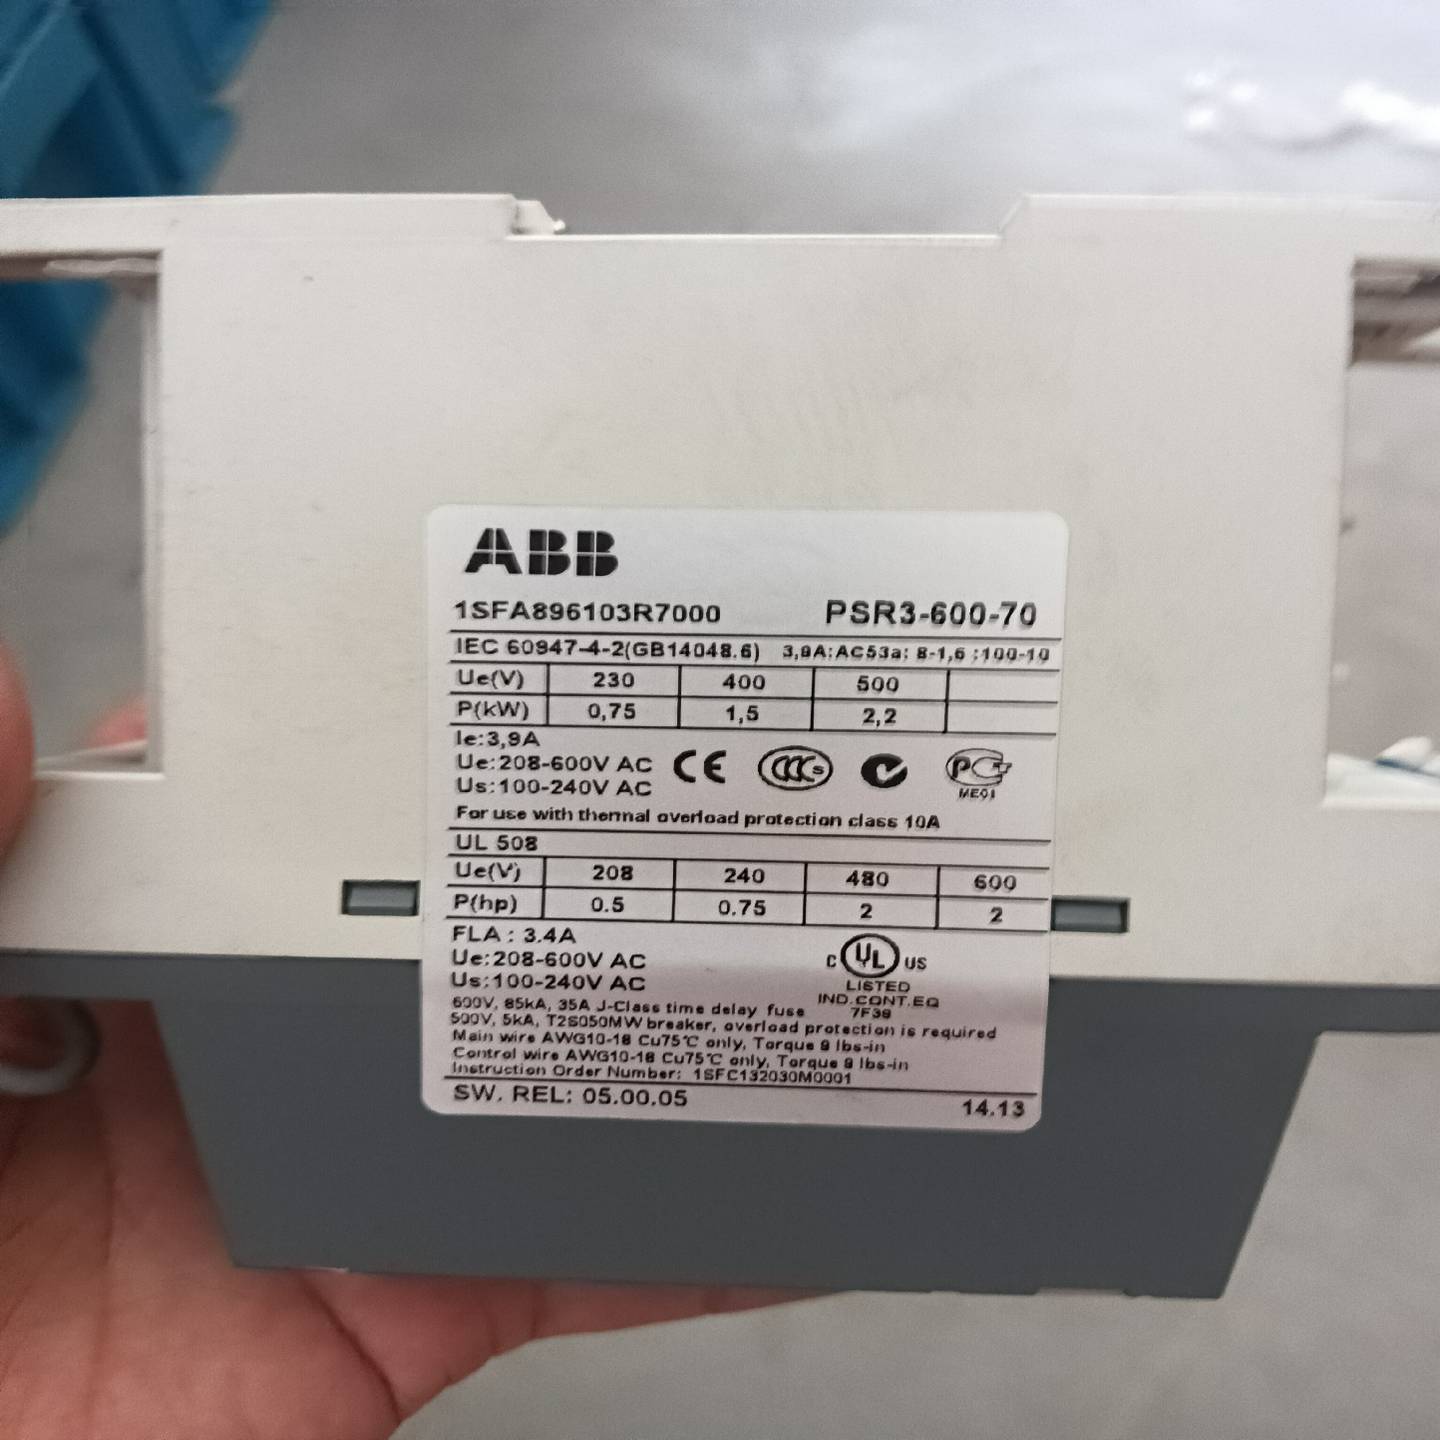 ABB
1SFA896103R7000 PSR3-600-70
IEC 60947-4-2(GB14048.6) 3,9A:AC53a: 8-1,6 :100-10
Ue(V) 230 400 500
P(kW) 0,75 1,5 2,2
Ie:3,9A
Ue:208-600V AC CE CCC S
Us:100-240V AC ME01
For use with thermal overload protection class 10A
UL 508
Ue(V) 208 240 480 600
P(hp) 0.5 0.75 2 2
FLA : 3.4A
Ue:208-600V AC C UL US
Us:100-240V AC LISTED
IND.CONT.EQ
600V, 85kA, 35A J-Class time delay fuse 7F39
500V, 5kA, T2S050MW breaker, overload protection is required
Main wire AWG10-18 Cu75℃ only, Torque 9 lbs-in
Control wire AWG10-18 Cu75℃ only, Torque 9 lbs-in
Instruction Order Number: 1SFC132030M0001
SW. REL: 05.00.05 14.13